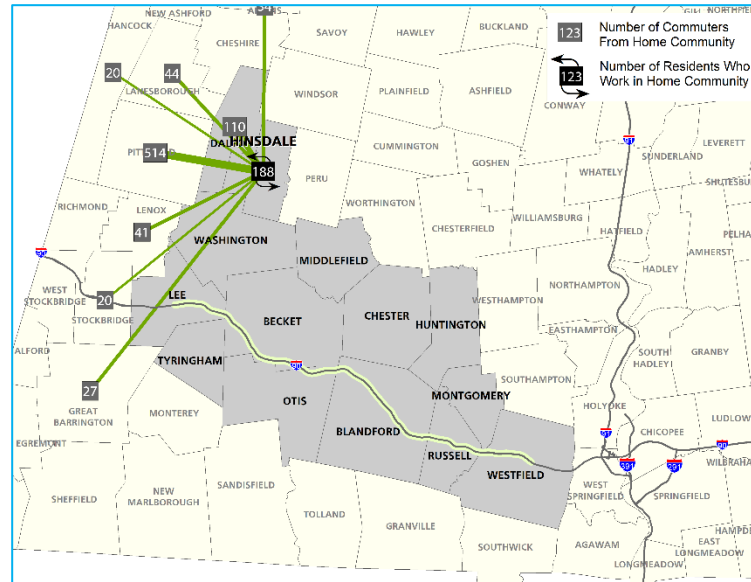 NEW ASHFORD
HANCOCK
SAVOY
HAWLEY
BUCKLAND
CHESHIRE
123
Number of Commuters
From Home Community
123
Number of Residents Who
Work in Home Community
20
44
LANESBOROUGH
WINDSOR
PLAINFIELD
ASHFIELD
CONWAY
110
HINSDALE
514
188
PERU
CUMMINGTON
GOSHEN
WHATELY
SUNDERLAND
LEVERETT
91
RICHMOND
LENOX
41
WORTHINGTON
CHESTERFIELD
WILLIAMSBURG
HATFIELD
AMHERST
HADLEY
WASHINGTON
MIDDLEFIELD
90
WEST
STOCKBRIDGE
20
STOCKBRIDGE
LEE
BECKET
CHESTER
HUNTINGTON
WESTHAMPTON
NORTHAMPTON
EASTHAMPTON
SOUTH
HADLEY
GRANBY
TYRINGHAM
90
27
GREAT
BARRINGTON
MONTEREY
OTIS
BLANDFORD
MONTGOMERY
SOUTHAMPTON
HOLYOKE
CHICOPEE
91
90
391
291
EGREMONT
RUSSELL
WESTFIELD
WEST
SPRINGFIELD
SPRINGFIELD
SHEFFIELD
NEW
MARLBOROUGH
SANDISFIELD
TOLLAND
GRANVILLE
SOUTHWICK
AGAWAM
LONGMEADOW
EAST
LONGMEADOW